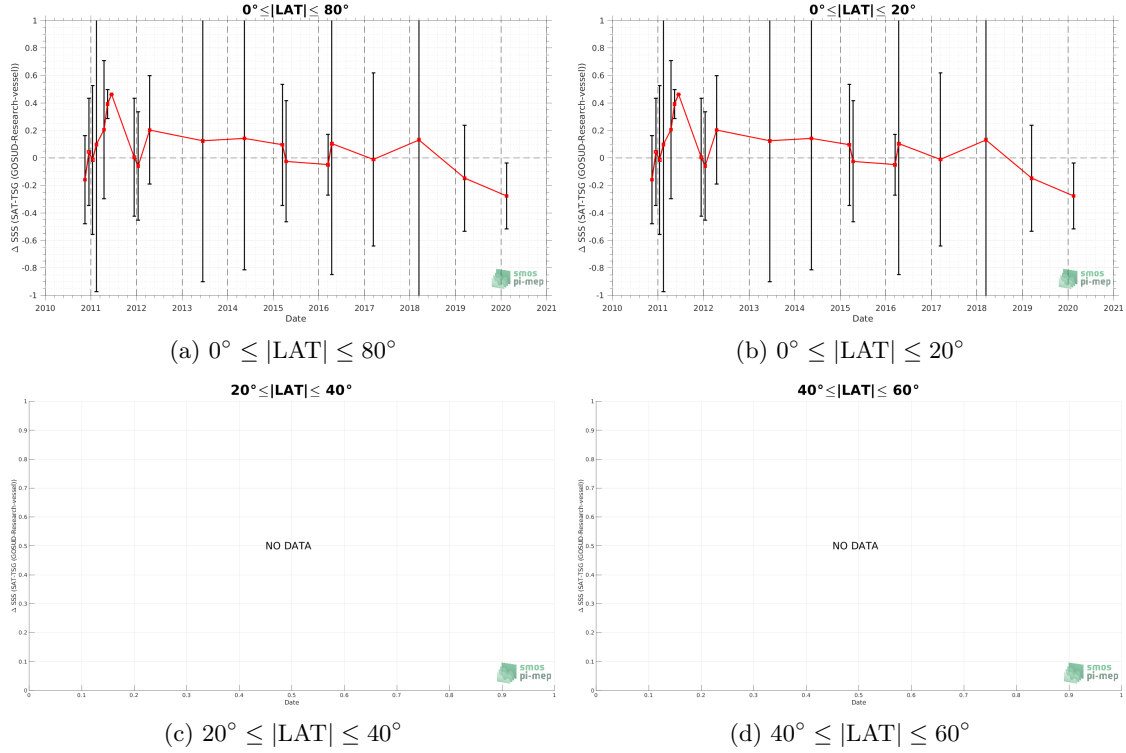 0°≤|LAT|≤ 80°
1
0.8
0.6
0.4
0.2
0
-0.2
-0.4
-0.6
-0.8
-1
Δ SSS (SAT-TSG (GOSUD-Research-vessel))
2010 2011 2012 2013 2014 2015 2016 2017 2018 2019 2020 2021
Date
smos
pi-mep
(a) 0° ≤ |LAT| ≤ 80°
0°≤|LAT|≤ 20°
1
0.8
0.6
0.4
0.2
0
-0.2
-0.4
-0.6
-0.8
-1
Δ SSS (SAT-TSG (GOSUD-Research-vessel))
2010 2011 2012 2013 2014 2015 2016 2017 2018 2019 2020 2021
Date
smos
pi-mep
(b) 0° ≤ |LAT| ≤ 20°
20°≤|LAT|≤ 40°
1
0.9
0.8
0.7
0.6
0.5
0.4
0.3
0.2
0.1
0
Δ SSS (SAT-TSG (GOSUD-Research-vessel))
NO DATA
0 0.1 0.2 0.3 0.4 0.5 0.6 0.7 0.8 0.9 1
Date
smos
pi-mep
(c) 20° ≤ |LAT| ≤ 40°
40°≤|LAT|≤ 60°
1
0.9
0.8
0.7
0.6
0.5
0.4
0.3
0.2
0.1
0
Δ SSS (SAT-TSG (GOSUD-Research-vessel))
NO DATA
0 0.1 0.2 0.3 0.4 0.5 0.6 0.7 0.8 0.9 1
Date
smos
pi-mep
(d) 40° ≤ |LAT| ≤ 60°